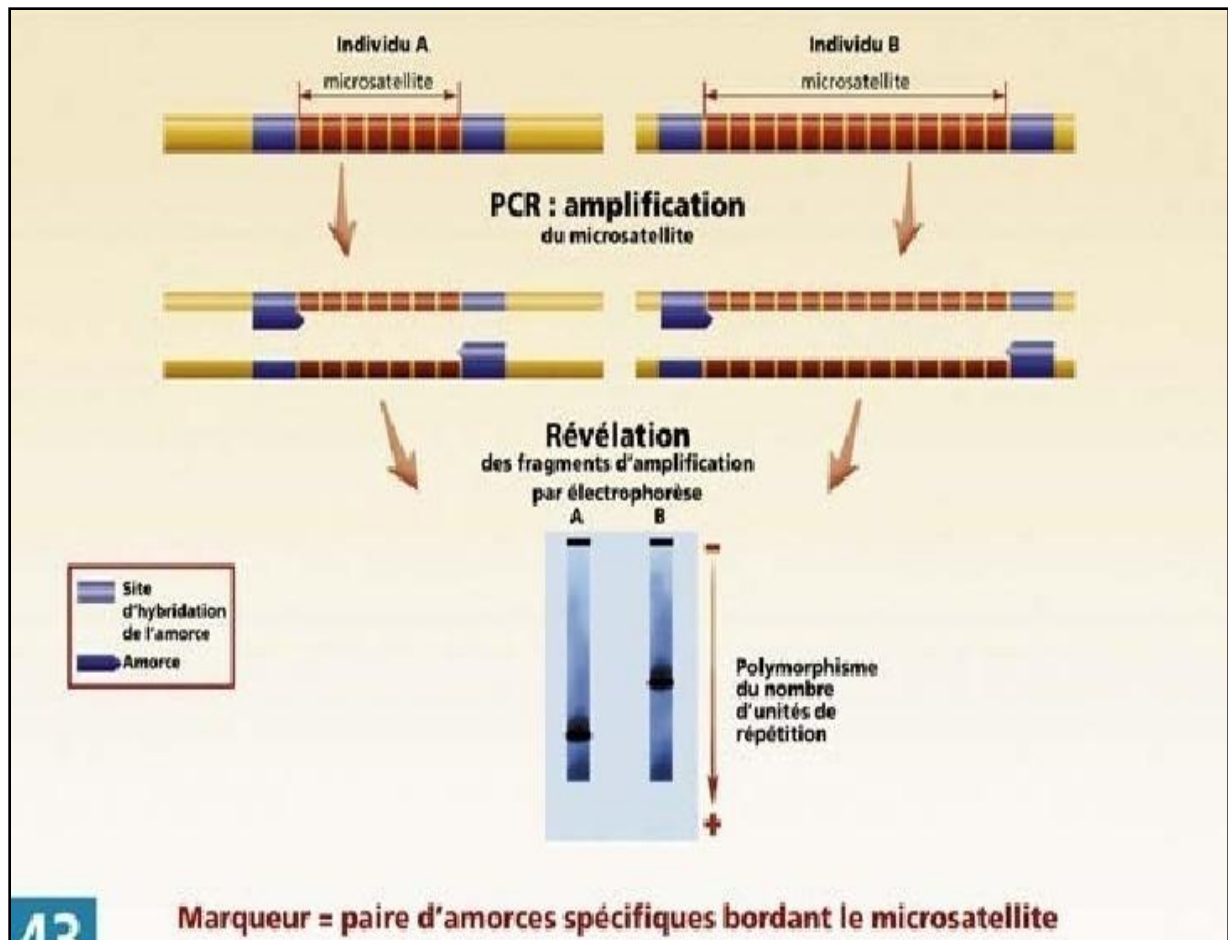 Individu A
microsatellite
Individu B
microsatellite
PCR : amplification
du microsatellite
Révélation
des fragments d'amplification
par électrophorèse
A B
-
Site
d'hybridation
de l'amorce
Amorce
Polymorphisme
du nombre
d'unités de
répétition
+
43
Marqueur = paire d'amorces spécifiques bordant le microsatellite